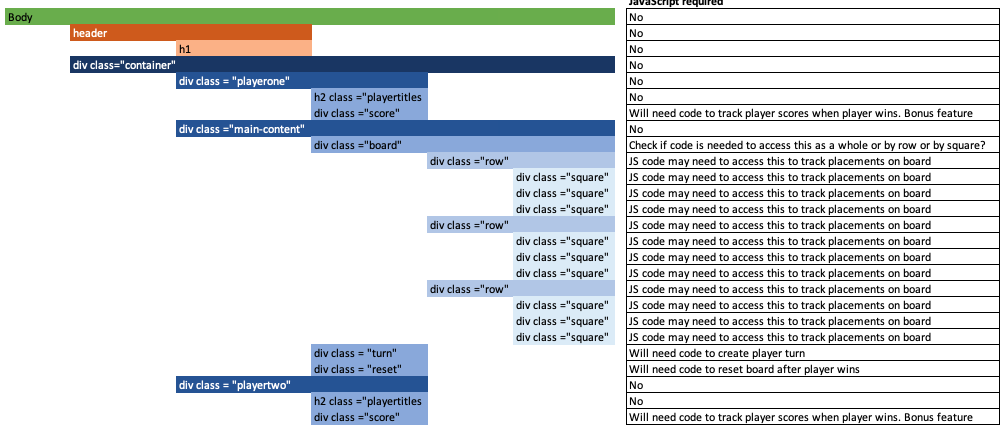 JavaScript required
Body No
header No
h1 No
div class="container" No
div class = "playerone" No
h2 class ="playertitles No
div class ="score" Will need code to track player scores when player wins. Bonus feature
div class ="main-content" No
div class ="board" Check if code is needed to access this as a whole or by row or by square?
div class ="row" JS code may need to access this to track placements on board
div class ="square" JS code may need to access this to track placements on board
div class ="square" JS code may need to access this to track placements on board
div class ="square" JS code may need to access this to track placements on board
div class ="row" JS code may need to access this to track placements on board
div class ="square" JS code may need to access this to track placements on board
div class ="square" JS code may need to access this to track placements on board
div class ="square" JS code may need to access this to track placements on board
div class ="row" JS code may need to access this to track placements on board
div class ="square" JS code may need to access this to track placements on board
div class ="square" JS code may need to access this to track placements on board
div class ="square" JS code may need to access this to track placements on board
div class = "turn" Will need code to create player turn
div class = "reset" Will need code to reset board after player wins
div class = "playertwo" No
h2 class ="playertitles No
div class ="score" Will need code to track player scores when player wins. Bonus feature